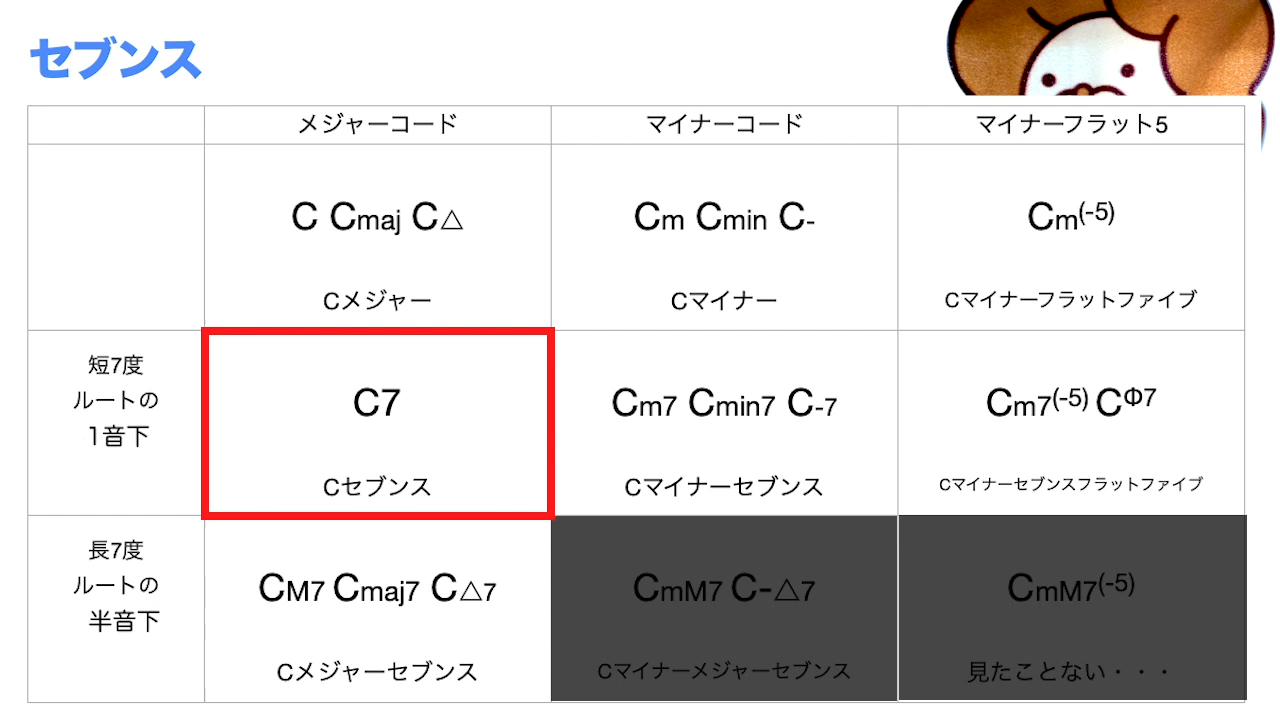 セブンス
メジャーコード マイナーコード マイナーフラット5
C Cmaj C△ Cm Cmin C- Cm(-5)
Cメジャー Cマイナー Cマイナーフラットファイブ
短7度
ルートの
1音下
C7 Cm7 Cmin7 C-7 Cm7(-5) CΦ7
Cセブンス Cマイナーセブンス Cマイナーセブンスフラットファイブ
長7度
ルートの
半音下
CM7 Cmaj7 C△7 CmM7 C-△7 CmM7(-5)
Cメジャーセブンス Cマイナーメジャーセブンス 見たことない・・・